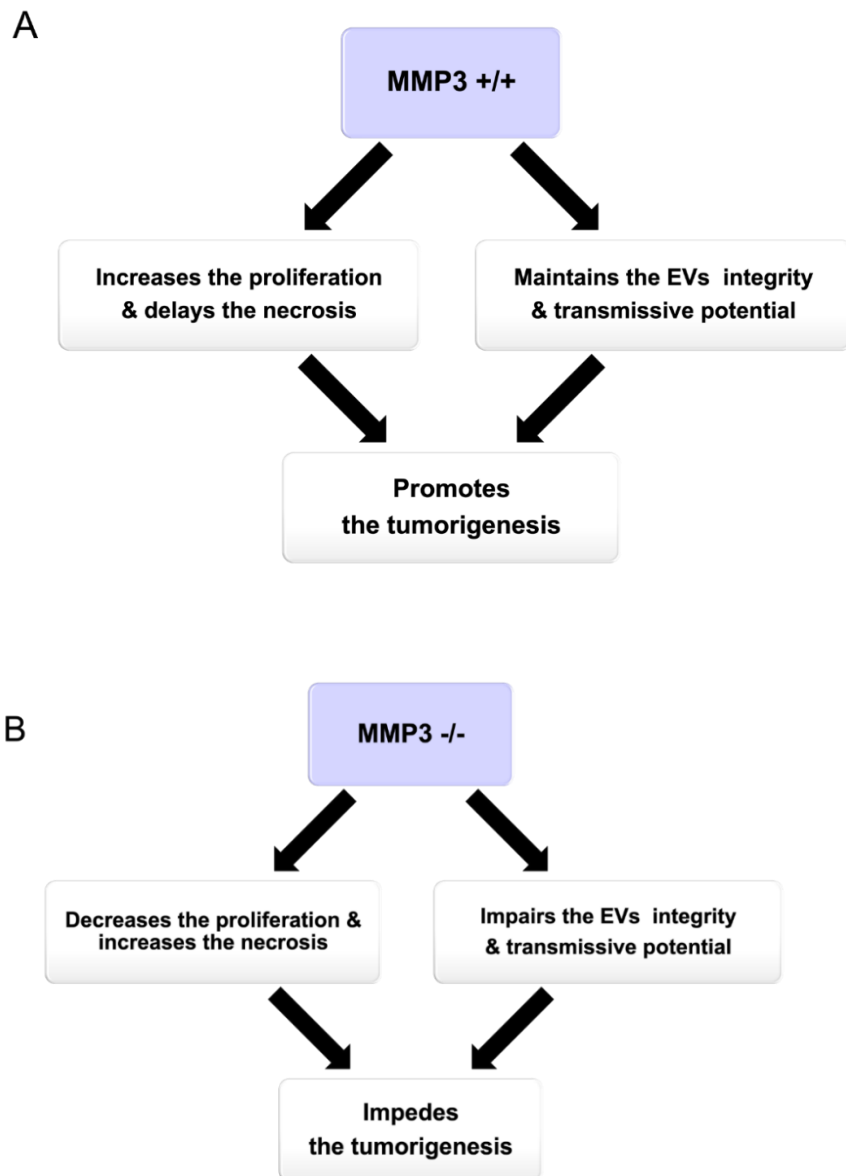 A
MMP3 +/+
Increases the proliferation
& delays the necrosis
Maintains the EVs integrity
& transmissive potential
Promotes
the tumorigenesis
B
MMP3 -/-
Decreases the proliferation &
increases the necrosis
Impairs the EVs integrity
& transmissive potential
Impedes
the tumorigenesis